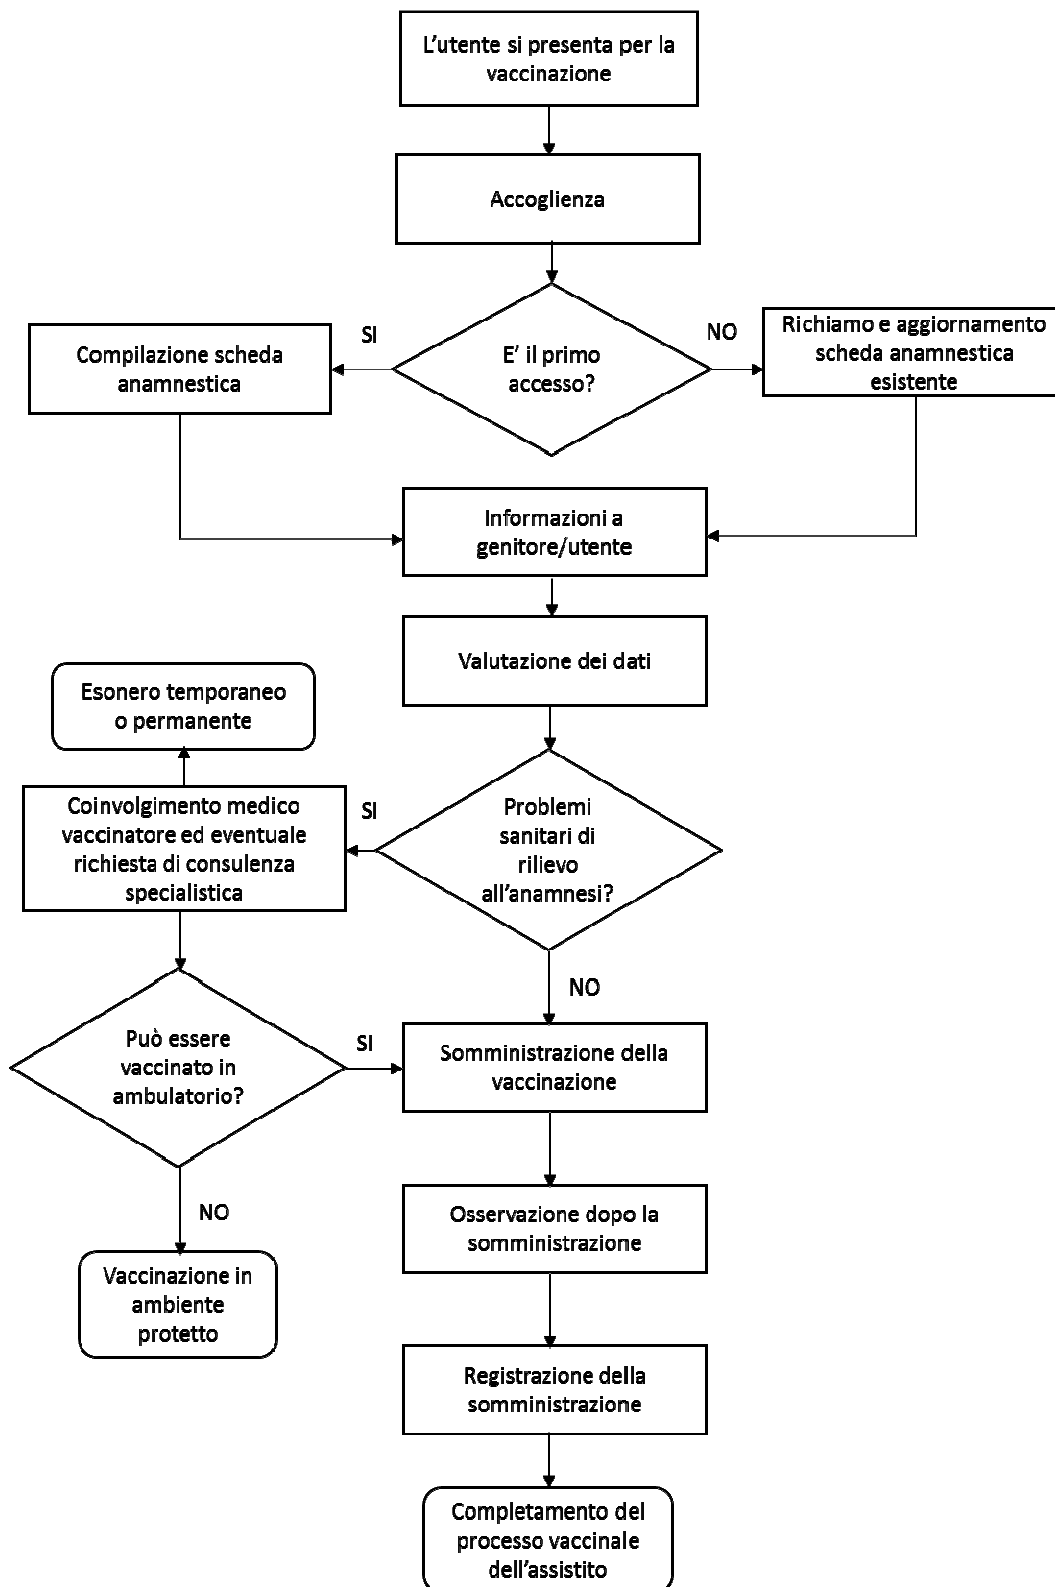 L'utente si presenta per la
vaccinazione
Accoglienza
E' il primo
accesso?
SI
NO
Compilazione scheda
anamnestica
Richiamo e aggiornamento
scheda anamnestica
esistente
Informazioni a
genitore/utente
Valutazione dei dati
Esonero temporaneo
o permanente
Coinvolgimento medico
vaccinatore ed eventuale
richiesta di consulenza
specialistica
SI
Problemi
sanitari di
rilievo
all'anamnesi?
NO
Può essere
vaccinato in
ambulatorio?
SI
Somministrazione della
vaccinazione
NO
Vaccinazione in
ambiente
protetto
Osservazione dopo la
somministrazione
Registrazione della
somministrazione
Completamento del
processo vaccinale
dell'assistito